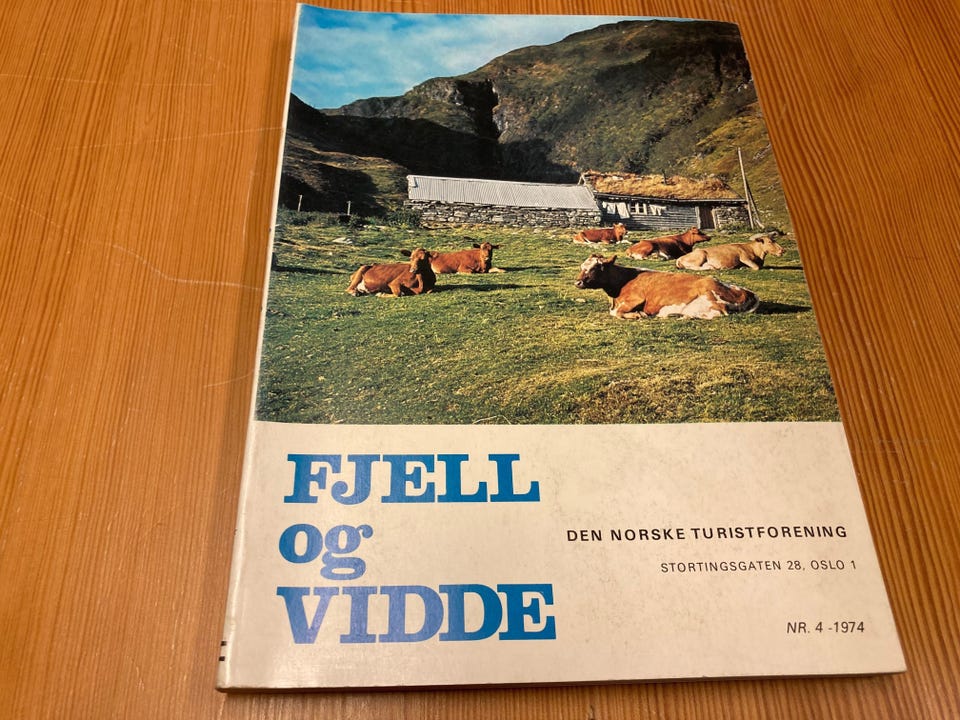 FJELL
og
VIDDE
DEN NORSKE TURISTFORENING
STORTINGSGATEN 28, OSLO 1
NR. 4 -1974